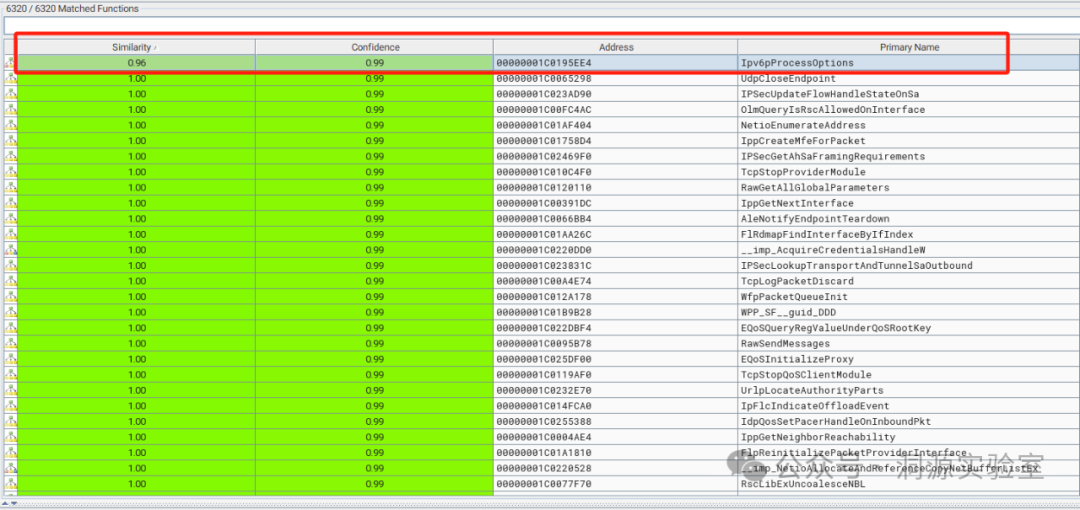 6320 / 6320 Matched Functions
Similarity Confidence Address Primary Name
0.96 0.99 00000001C0195EE4 Ipv6pProcessOptions
1.00 0.99 00000001C0065298 UdpCloseEndpoint
1.00 0.99 00000001C023AD90 IPSecUpdateFlowHandleStateOnSa
1.00 0.99 00000001C00FC4AC OlmQueryIsRscAllowedOnInterface
1.00 0.99 00000001C01AF404 NetioEnumerateAddress
1.00 0.99 00000001C01758D4 IppCreateMfeForPacket
1.00 0.99 00000001C02469F0 IPSecGetAhSaFramingRequirements
1.00 0.99 00000001C010C4F0 TcpStopProviderModule
1.00 0.99 00000001C0120110 RawGetAllGlobalParameters
1.00 0.99 00000001C00391DC IppGetNextInterface
1.00 0.99 00000001C0066BB4 AleNotifyEndpointTeardown
1.00 0.99 00000001C01AA26C FlRdmapFindInterfaceByIfIndex
1.00 0.99 00000001C0220DD0 __imp_AcquireCredentialsHandleW
1.00 0.99 00000001C023831C IPSecLookupTransportAndTunnelSaOutbound
1.00 0.99 00000001C00A4E74 TcpLogPacketDiscard
1.00 0.99 00000001C012A178 WfpPacketQueueInit
1.00 0.99 00000001C01B9B28 WPP_SF__guid_DDD
1.00 0.99 00000001C022DBF4 EQoSQueryRegValueUnderQoSRootKey
1.00 0.99 00000001C0095B78 RawSendMessages
1.00 0.99 00000001C025DF00 EQoSInitializeProxy
1.00 0.99 00000001C0119AF0 TcpStopQoSClientModule
1.00 0.99 00000001C0232E70 UrlpLocateAuthorityParts
1.00 0.99 00000001C014FCA0 IpFlcIndicateOffloadEvent
1.00 0.99 00000001C0255388 IdpQosSetPacerHandleOnInboundPkt
1.00 0.99 00000001C0004AE4 IppGetNeighborReachability
1.00 0.99 00000001C01A1810 FlpReinitializePacketProviderInterface
1.00 0.99 00000001C0220528 __imp_NetioAllocateAndReferenceCopyNetBufferListEx
1.00 0.99 00000001C0077F70 RscLibExUncoalesceNBL
公众号 · 洞源实验室